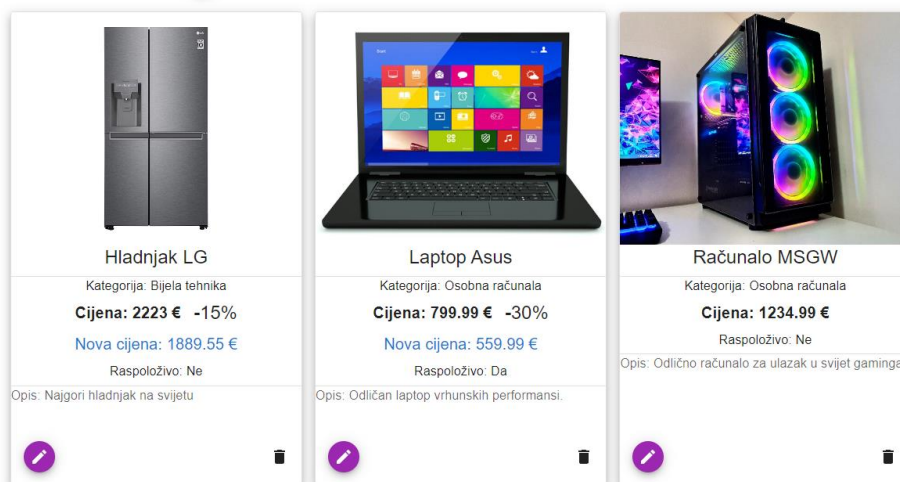 Hladnjak LG
Kategorija: Bijela tehnika
Cijena: 2223 € -15%
Nova cijena: 1889.55 €
Raspoloživo: Ne
Opis: Najgori hladnjak na svijetu
Start
Laptop Asus
Kategorija: Osobna računala
Cijena: 799.99 € -30%
Nova cijena: 559.99 €
Raspoloživo: Da
Opis: Odličan laptop vrhunskih performansi.
Računalo MSGW
Kategorija: Osobna računala
Cijena: 1234.99 €
Raspoloživo: Ne
Opis: Odlično računalo za ulazak u svijet gaminga